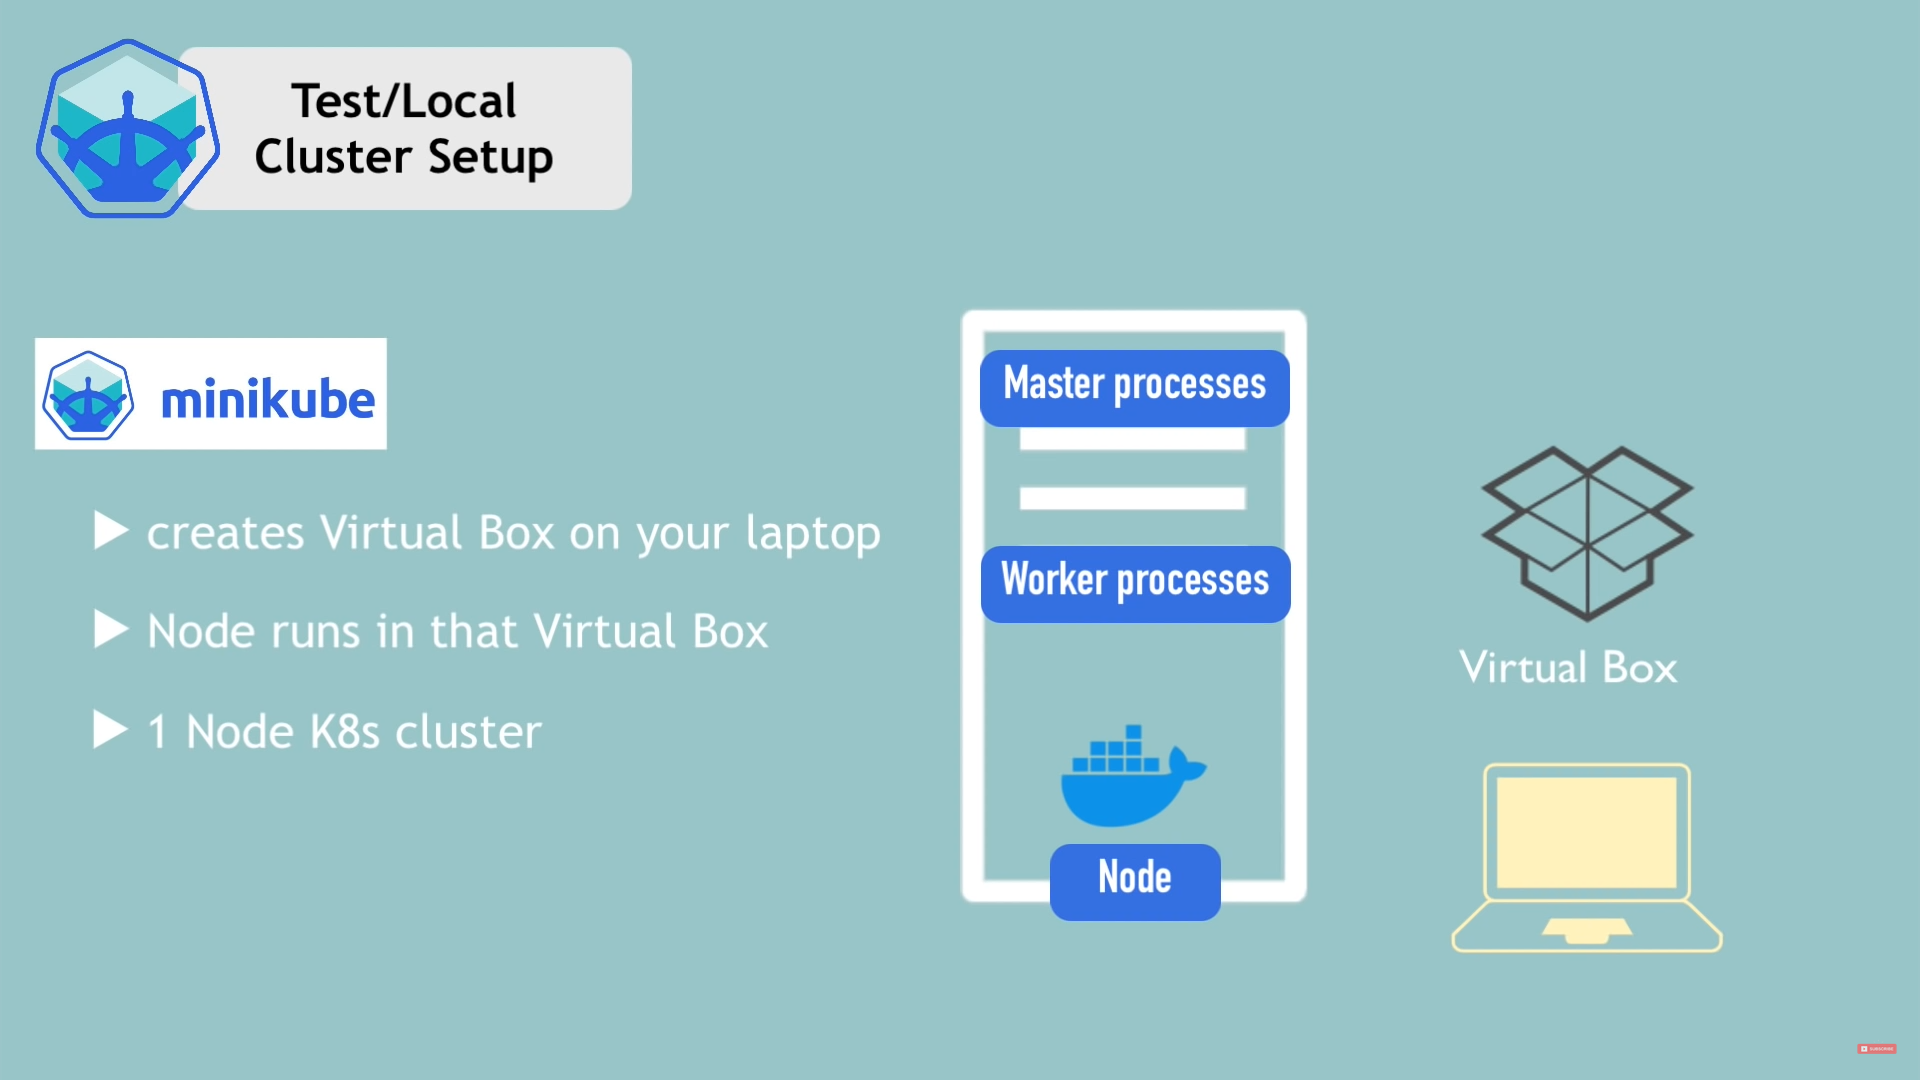 Test/Local
Cluster Setup
minikube
creates Virtual Box on your laptop
Node runs in that Virtual Box
1 Node K8s cluster
Master processes
Worker processes
Node
Virtual Box
SUBSCRIBE